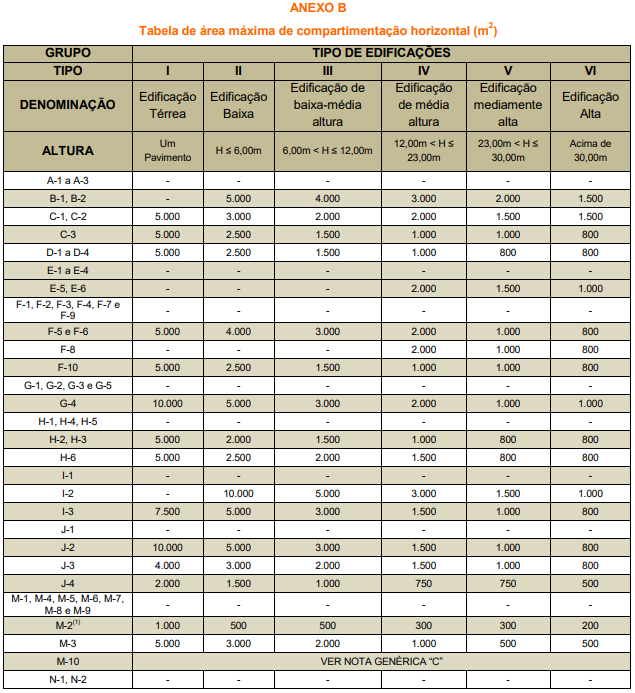 ANEXO B
Tabela de área máxima de compartimentação horizontal (m2)
GRUPO TIPO DE EDIFICAÇÕES
TIPO I II III IV V VI
DENOMINAÇÃO Edificação Térrea Edificação Baixa Edificação de baixa-média altura Edificação de média altura Edificação mediamente alta Edificação Alta
ALTURA Um Pavimento H ≤ 6,00m 6,00m < H ≤ 12,00m 12,00m < H ≤ 23,00m 23,00m < H ≤ 30,00m Acima de 30,00m
A-1 a A-3 - - - - - -
B-1, B-2 - 5.000 4.000 3.000 2.000 1.500
C-1, C-2 5.000 3.000 2.000 2.000 1.500 1.500
C-3 5.000 2.500 1.500 1.000 1.000 800
D-1 a D-4 5.000 2.500 1.500 1.000 800 800
E-1 a E-4 - - - - - -
E-5, E-6 - - - 2.000 1.500 1.000
F-1, F-2, F-3, F-4, F-7 e F-9 - - - - - -
F-5 e F-6 5.000 4.000 3.000 2.000 1.000 800
F-8 - - - 2.000 1.000 800
F-10 5.000 2.500 1.500 1.000 1.000 800
G-1, G-2, G-3 e G-5 - - - - - -
G-4 10.000 5.000 3.000 2.000 1.000 1.000
H-1, H-4, H-5 - - - - - -
H-2, H-3 5.000 2.000 1.500 1.000 800 800
H-6 5.000 2.500 2.000 1.500 800 800
I-1 - - - - - -
I-2 - 10.000 5.000 3.000 1.500 1.000
I-3 7.500 5.000 3.000 1.500 1.000 800
J-1 - - - - - -
J-2 10.000 5.000 3.000 1.500 1.000 800
J-3 4.000 3.000 2.000 1.500 1.000 800
J-4 2.000 1.500 1.000 750 750 500
M-1, M-4, M-5, M-6, M-7, M-8 e M-9 - - - - - -
M-2(1) 1.000 500 500 300 300 200
M-3 5.000 3.000 2.000 1.000 500 500
M-10 VER NOTA GENÉRICA “C”
N-1, N-2 - - - - - -